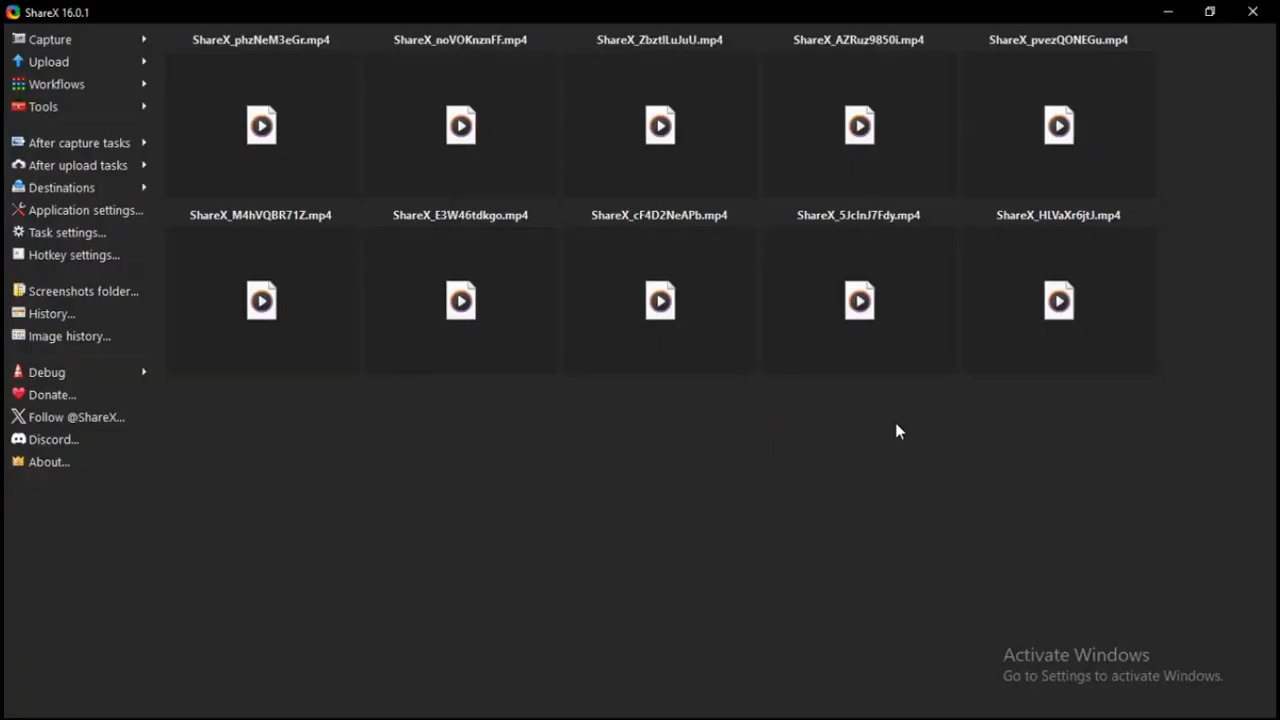 ShareX 16.0.1
Capture
Upload
Workflows
Tools
After capture tasks
After upload tasks
Destinations
Application settings...
Task settings...
Hotkey settings...
Screenshots folder...
History...
Image history...
Debug
Donate...
Follow @ShareX...
Discord...
About...
ShareX_phzNeM3eGr.mp4
ShareX_noVOKnznFF.mp4
ShareX_ZbztlLuJuU.mp4
ShareX_AZRuz9850i.mp4
ShareX_pvezQONEGu.mp4
ShareX_M4hVQBR71Z.mp4
ShareX_E3W46tdkgo.mp4
ShareX_cF4D2NeAPb.mp4
ShareX_5JcInJ7Fdy.mp4
ShareX_HLVaXr6jtJ.mp4
Activate Windows
Go to Settings to activate Windows.